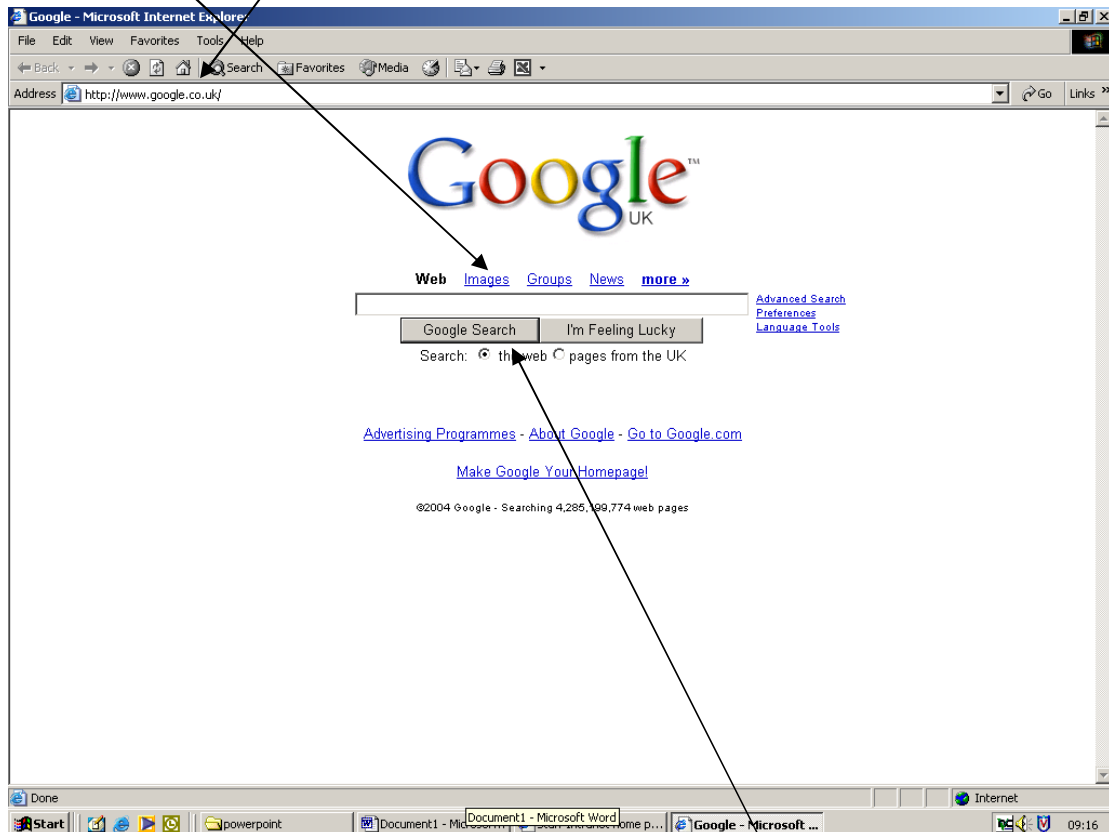 Google - Microsoft Internet Explorer
File Edit View Favorites Tools Help
Back Search Favorites Media
Address http://www.google.co.uk/ Go Links »
Google™
UK
Web Images Groups News more »
Advanced Search
Preferences
Language Tools
Google Search I'm Feeling Lucky
Search: the web pages from the UK
Advertising Programmes - About Google - Go to Google.com
Make Google Your Homepage!
©2004 Google - Searching 4,285,199,774 web pages
Done Internet
Document1 - Microsoft Word
Start powerpoint Document1 - Intranet Home p... Google - Microsoft ... 09:16